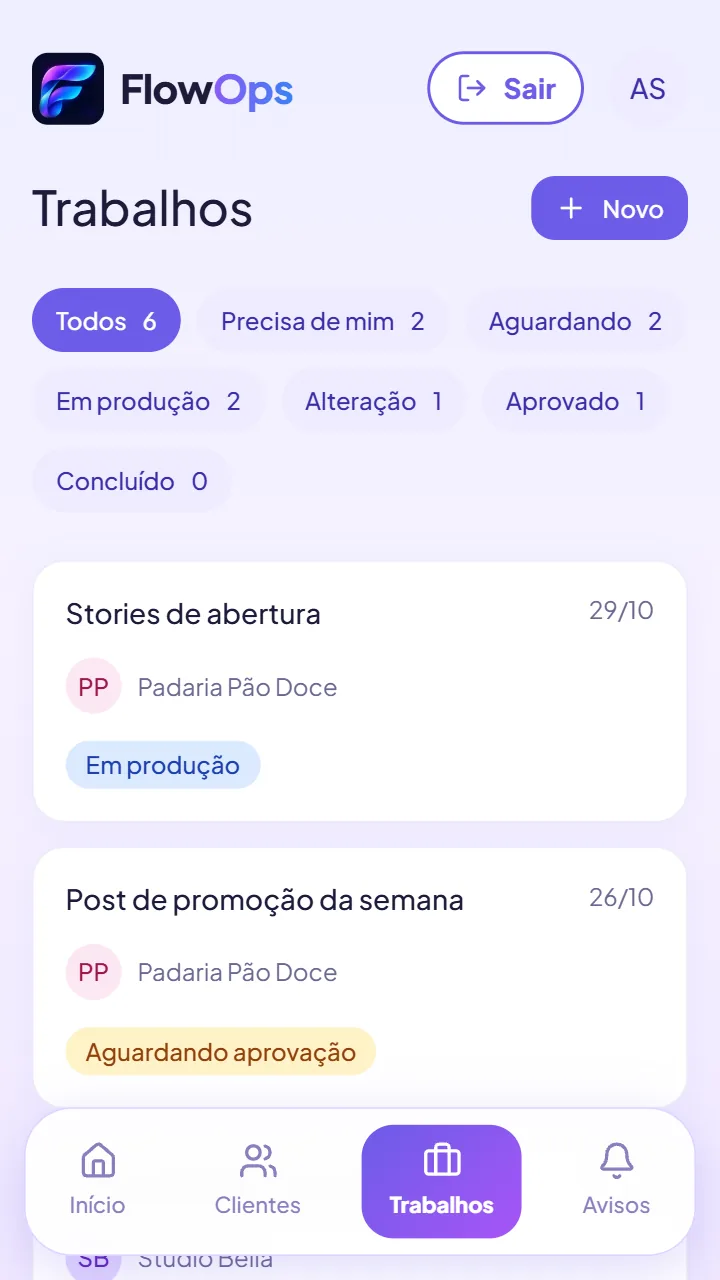 FlowOps
Sair
AS
Trabalhos
Novo
Todos 6
Precisa de mim 2
Aguardando 2
Em produção 2
Alteração 1
Aprovado 1
Concluído 0
Stories de abertura
29/10
PP
Padaria Pão Doce
Em produção
Post de promoção da semana
26/10
PP
Padaria Pão Doce
Aguardando aprovação
Início
Clientes
Trabalhos
Avisos
SB
Studio Bella